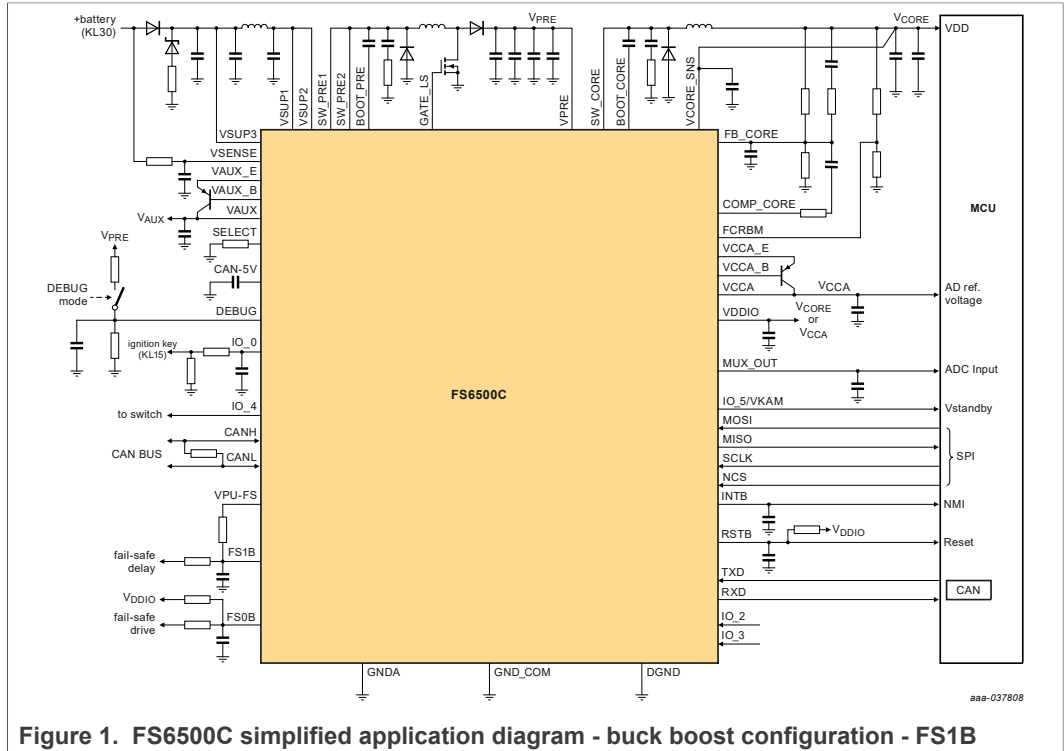 +battery
(KL30)
VPRE
VCORE
VDD
VSUP1
VSUP2
SW_PRE1
SW_PRE2
BOOT_PRE
GATE_LS
VPRE
SW_CORE
BOOT_CORE
VCORE_SNS
VSUP3
VSENSE
VAUX_E
VAUX_B
VAUX
VAUX
SELECT
VPRE
CAN-5V
DEBUG
mode
DEBUG
ignition key
(KL15)
IO_0
to switch
IO_4
CANH
CAN BUS
CANL
VPU-FS
fail-safe
delay
FS1B
VDDIO
fail-safe
drive
FS0B
FS6500C
GNDA
GND_COM
DGND
FB_CORE
COMP_CORE
FCRBM
VCCA_E
VCCA_B
VCCA
VCCA
VDDIO
VCORE
or
VCCA
MUX_OUT
IO_5/VKAM
MOSI
MISO
SCLK
NCS
INTB
RSTB
VDDIO
TXD
RXD
IO_2
IO_3
MCU
AD ref.
voltage
ADC Input
Vstandby
SPI
NMI
Reset
CAN
aaa-037808
Figure 1. FS6500C simplified application diagram - buck boost configuration - FS1B